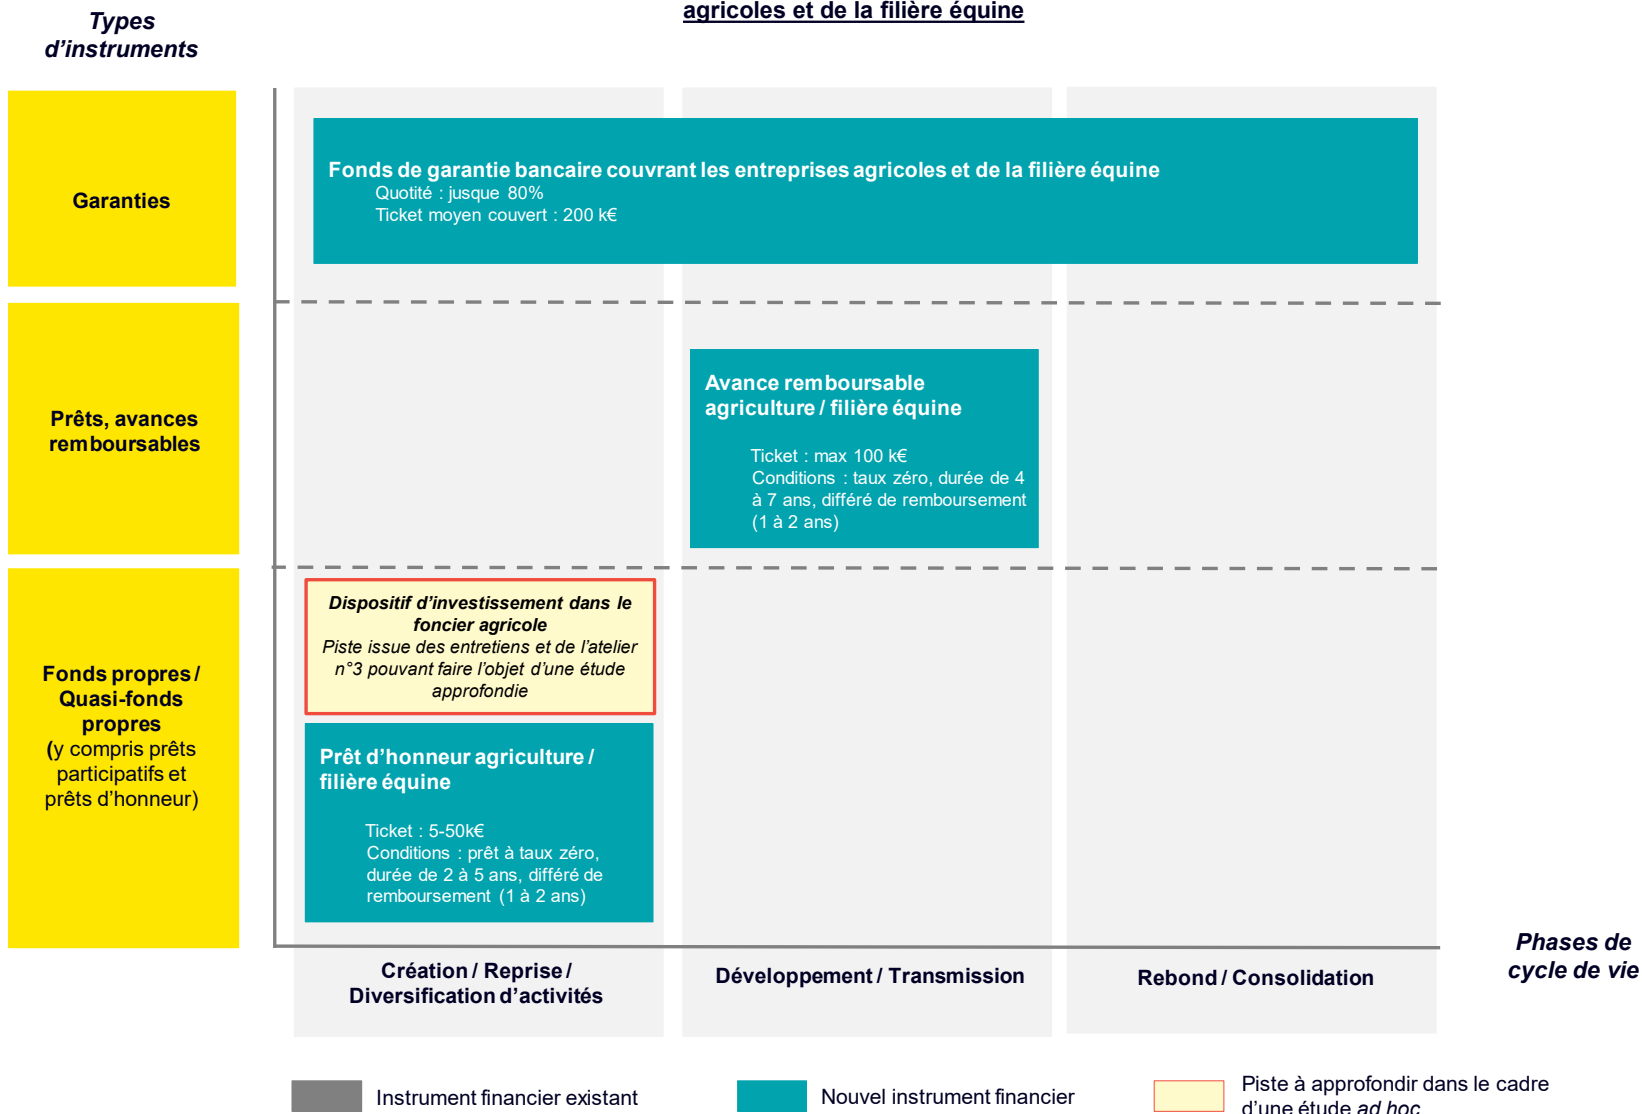 agricoles et de la filière équine
Types
d’instruments
Garanties
Fonds de garantie bancaire couvrant les entreprises agricoles et de la filière équine
Quotité : jusque 80%
Ticket moyen couvert : 200 k€
Prêts, avances
remboursables
Avance remboursable
agriculture / filière équine
Ticket : max 100 k€
Conditions : taux zéro, durée de 4
à 7 ans, différé de remboursement
(1 à 2 ans)
Fonds propres /
Quasi-fonds
propres
(y compris prêts
participatifs et
prêts d’honneur)
Dispositif d’investissement dans le
foncier agricole
Piste issue des entretiens et de l’atelier
n°3 pouvant faire l’objet d’une étude
approfondie
Prêt d’honneur agriculture /
filière équine
Ticket : 5-50k€
Conditions : prêt à taux zéro,
durée de 2 à 5 ans, différé de
remboursement (1 à 2 ans)
Création / Reprise /
Diversification d’activités
Développement / Transmission
Rebond / Consolidation
Phases de
cycle de vie
Instrument financier existant
Nouvel instrument financier
Piste à approfondir dans le cadre
d’une étude ad hoc